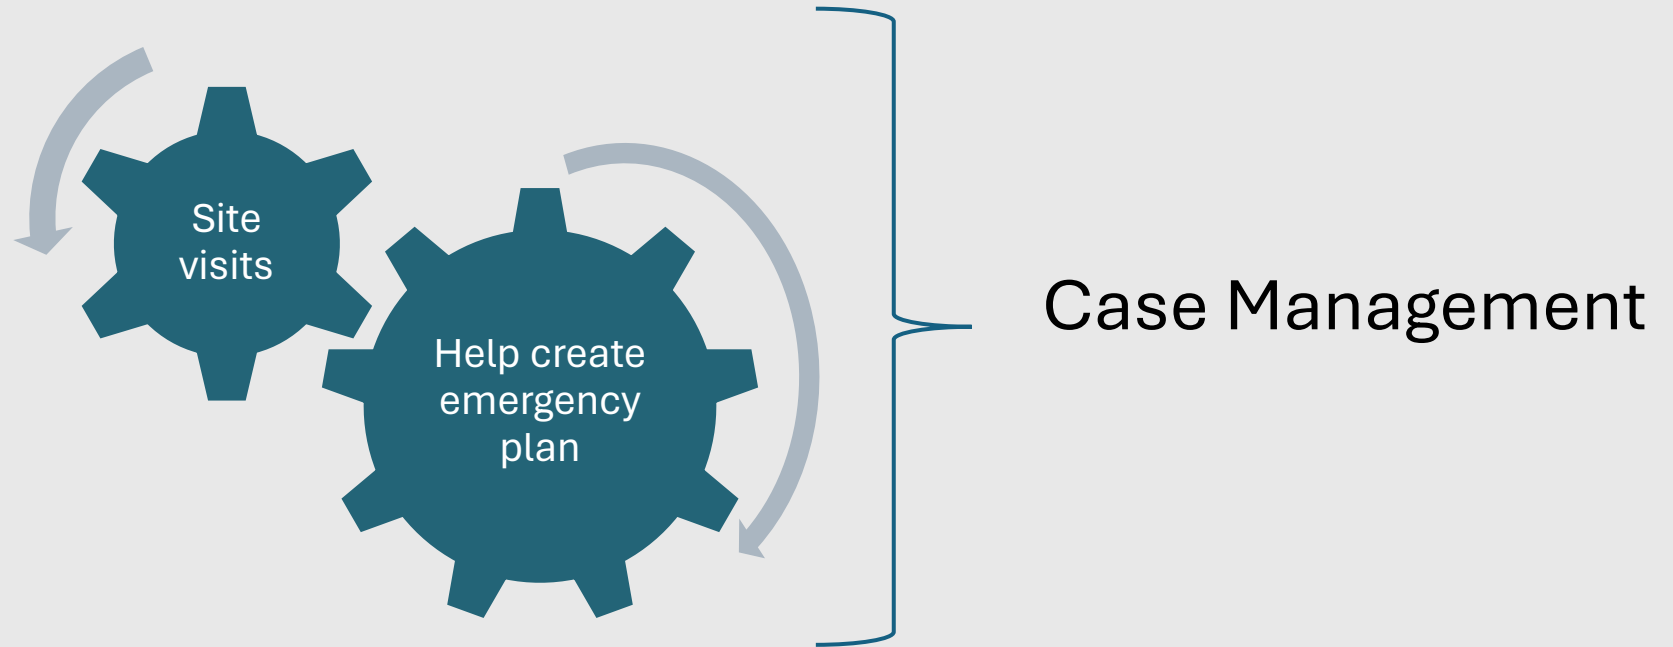 Site
visits
Help create
emergency
plan
Case Management